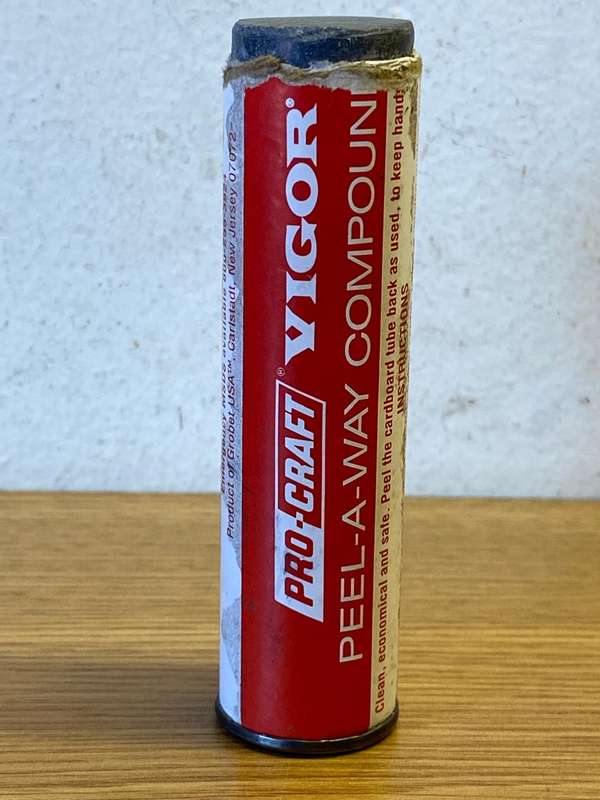 Product of Grobet USA™, Carlstadt, New Jersey 07072
PRO-CRAFT® VIGOR®
PEEL-A-WAY COMPOUN
Clean, economical and safe. Peel the cardboard tube back as used, to keep hand
INSTRUCTIONS